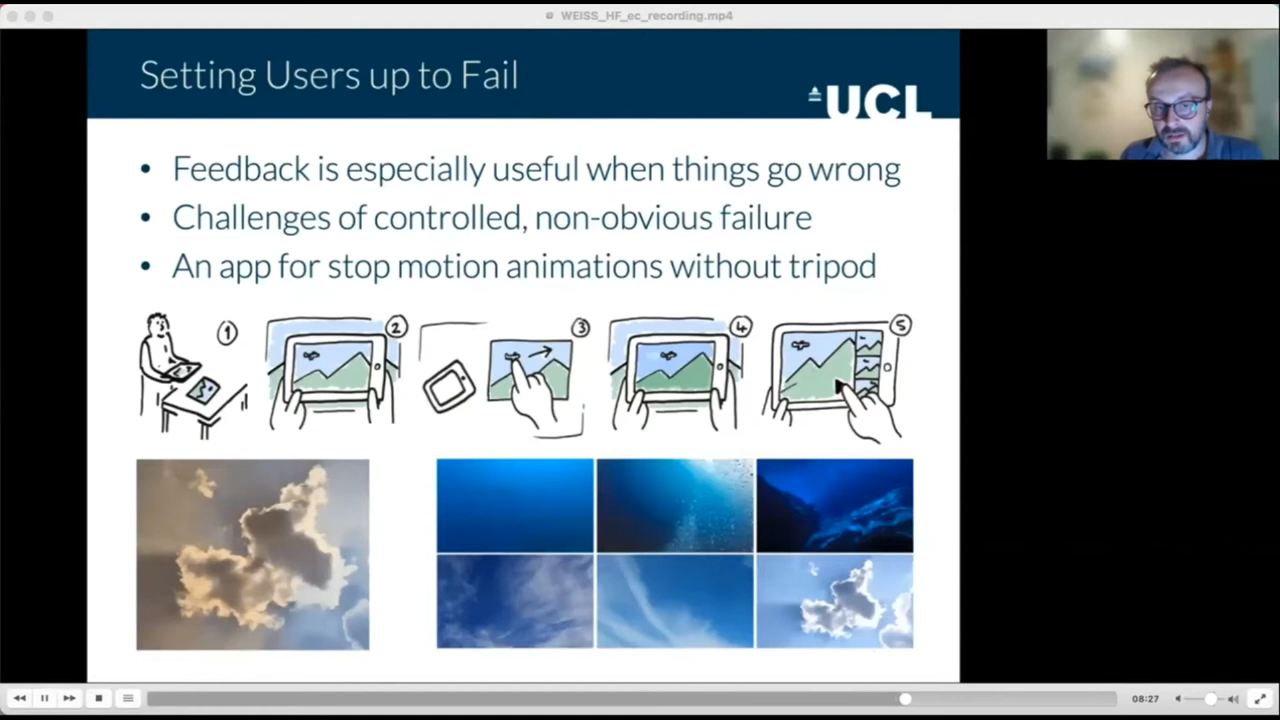 WEISS_HF_ec_recording.mp4
Setting Users up to Fail
UCL
• Feedback is especially useful when things go wrong
• Challenges of controlled, non-obvious failure
• An app for stop motion animations without tripod
1
2
3
4
5
08:27